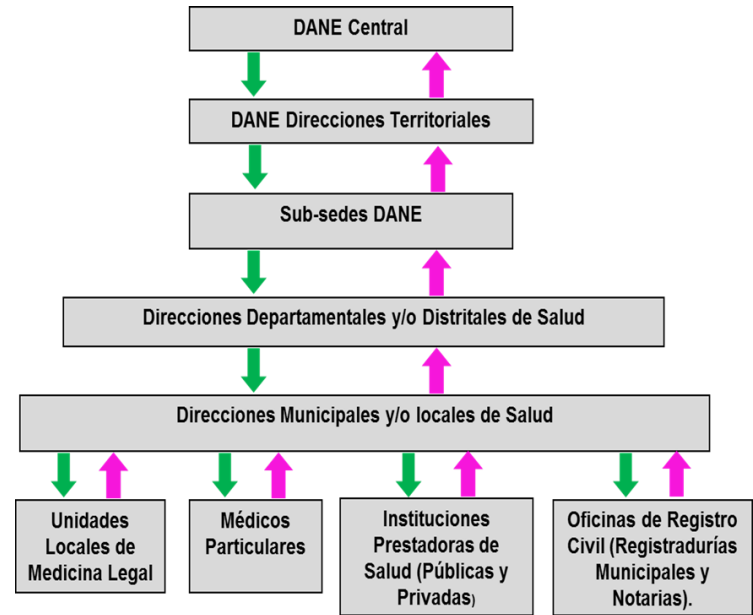 DANE Central
DANE Direcciones Territoriales
Sub-sedes DANE
Direcciones Departamentales y/o Distritales de Salud
Direcciones Municipales y/o locales de Salud
Unidades
Locales de
Medicina Legal
Médicos
Particulares
Instituciones
Prestadoras de
Salud (Públicas y
Privadas)
Oficinas de Registro
Civil (Registradurías
Municipales y
Notarias).